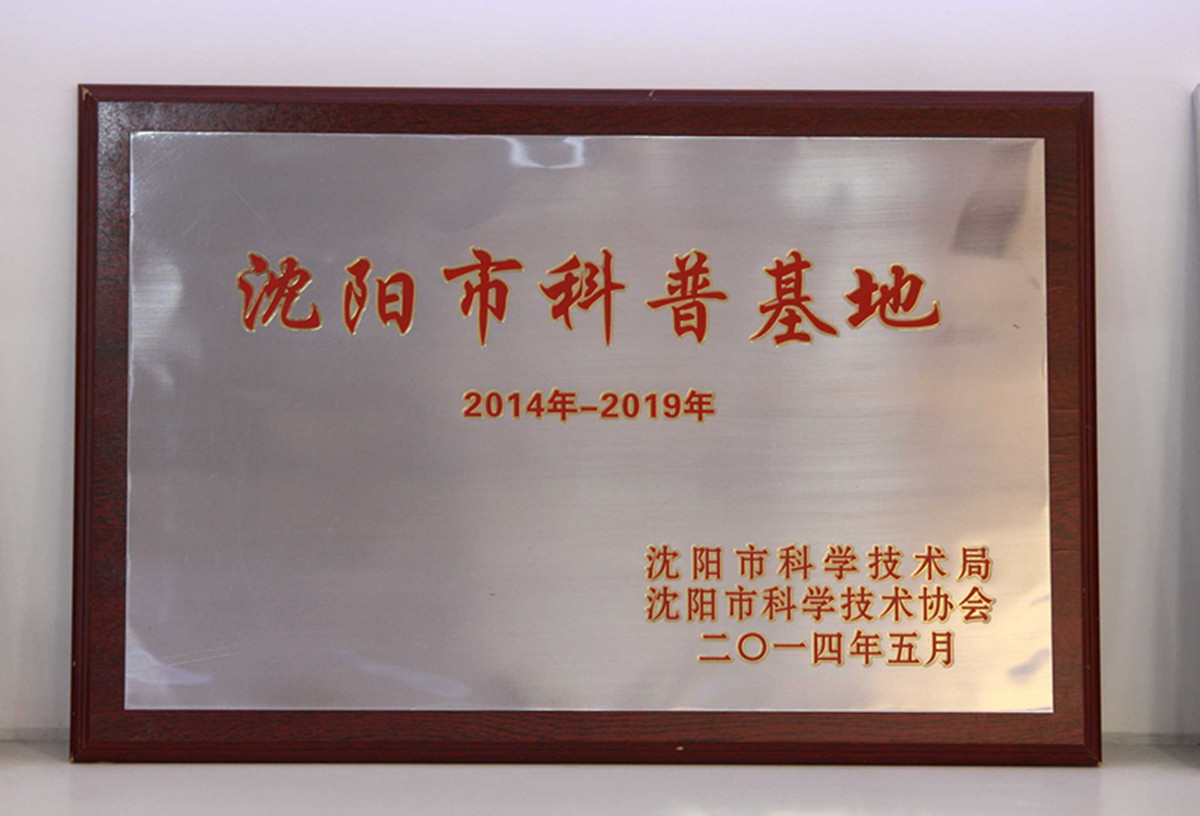 沈阳市科普基地
2014年-2019年
沈阳市科学技术局
沈阳市科学技术协会
二〇一四年五月